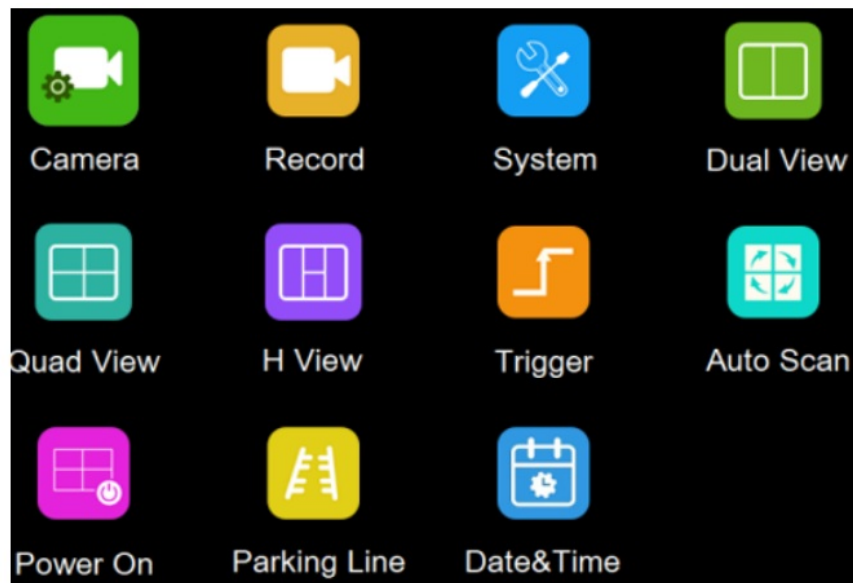 Camera
Record
System
Dual View
Quad View
H View
Trigger
Auto Scan
Power On
Parking Line
Date&Time